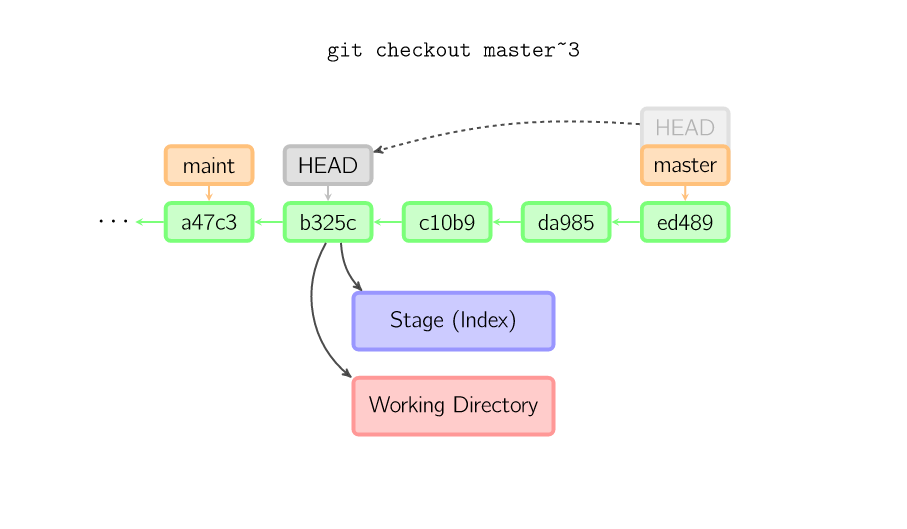 git checkout master~3
HEAD
maint
HEAD
master
...
a47c3
b325c
c10b9
da985
ed489
Stage (Index)
Working Directory